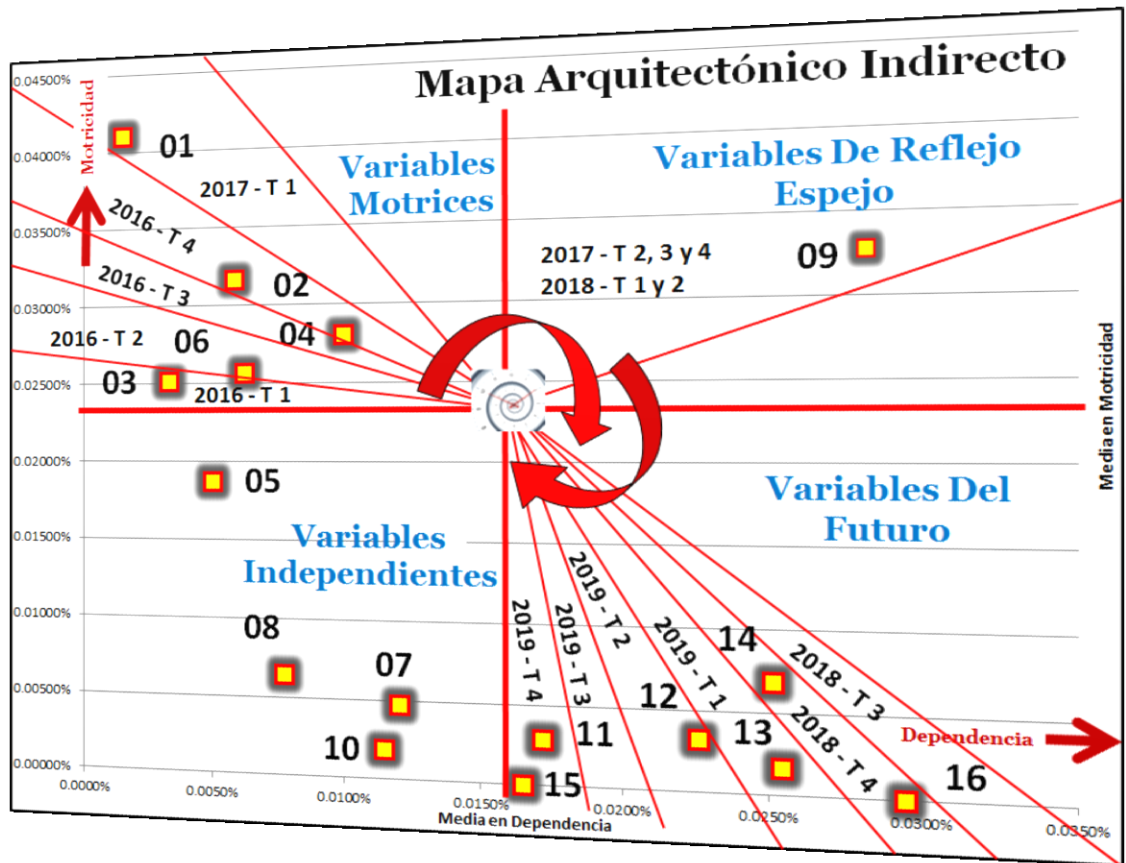 Mapa Arquitectónico Indirecto
0.04500%
Motricidad
0.04000%
0.03500%
0.03000%
0.02500%
0.02000%
0.01500%
0.01000%
0.00500%
0.00000%
01
2017 - T 1
Variables
Motrices
Variables De Reflejo
Espejo
2016 - T 4
2016 - T 3
2016 - T 2
2016 - T 1
02
04
06
03
2017 - T 2, 3 y 4
2018 - T 1 y 2
09
Media en Motricidad
05
Variables
Independientes
Variables Del
Futuro
08
07
10
2019 - T 4
2019 - T 3
2019 - T 2
2019 - T 1
2018 - T 4
2018 - T 3
14
12
13
11
15
16
Dependencia
0.0000%
0.0050%
0.0100%
0.0150%
0.0200%
0.0250%
0.0300%
0.0350%
Media en Dependencia